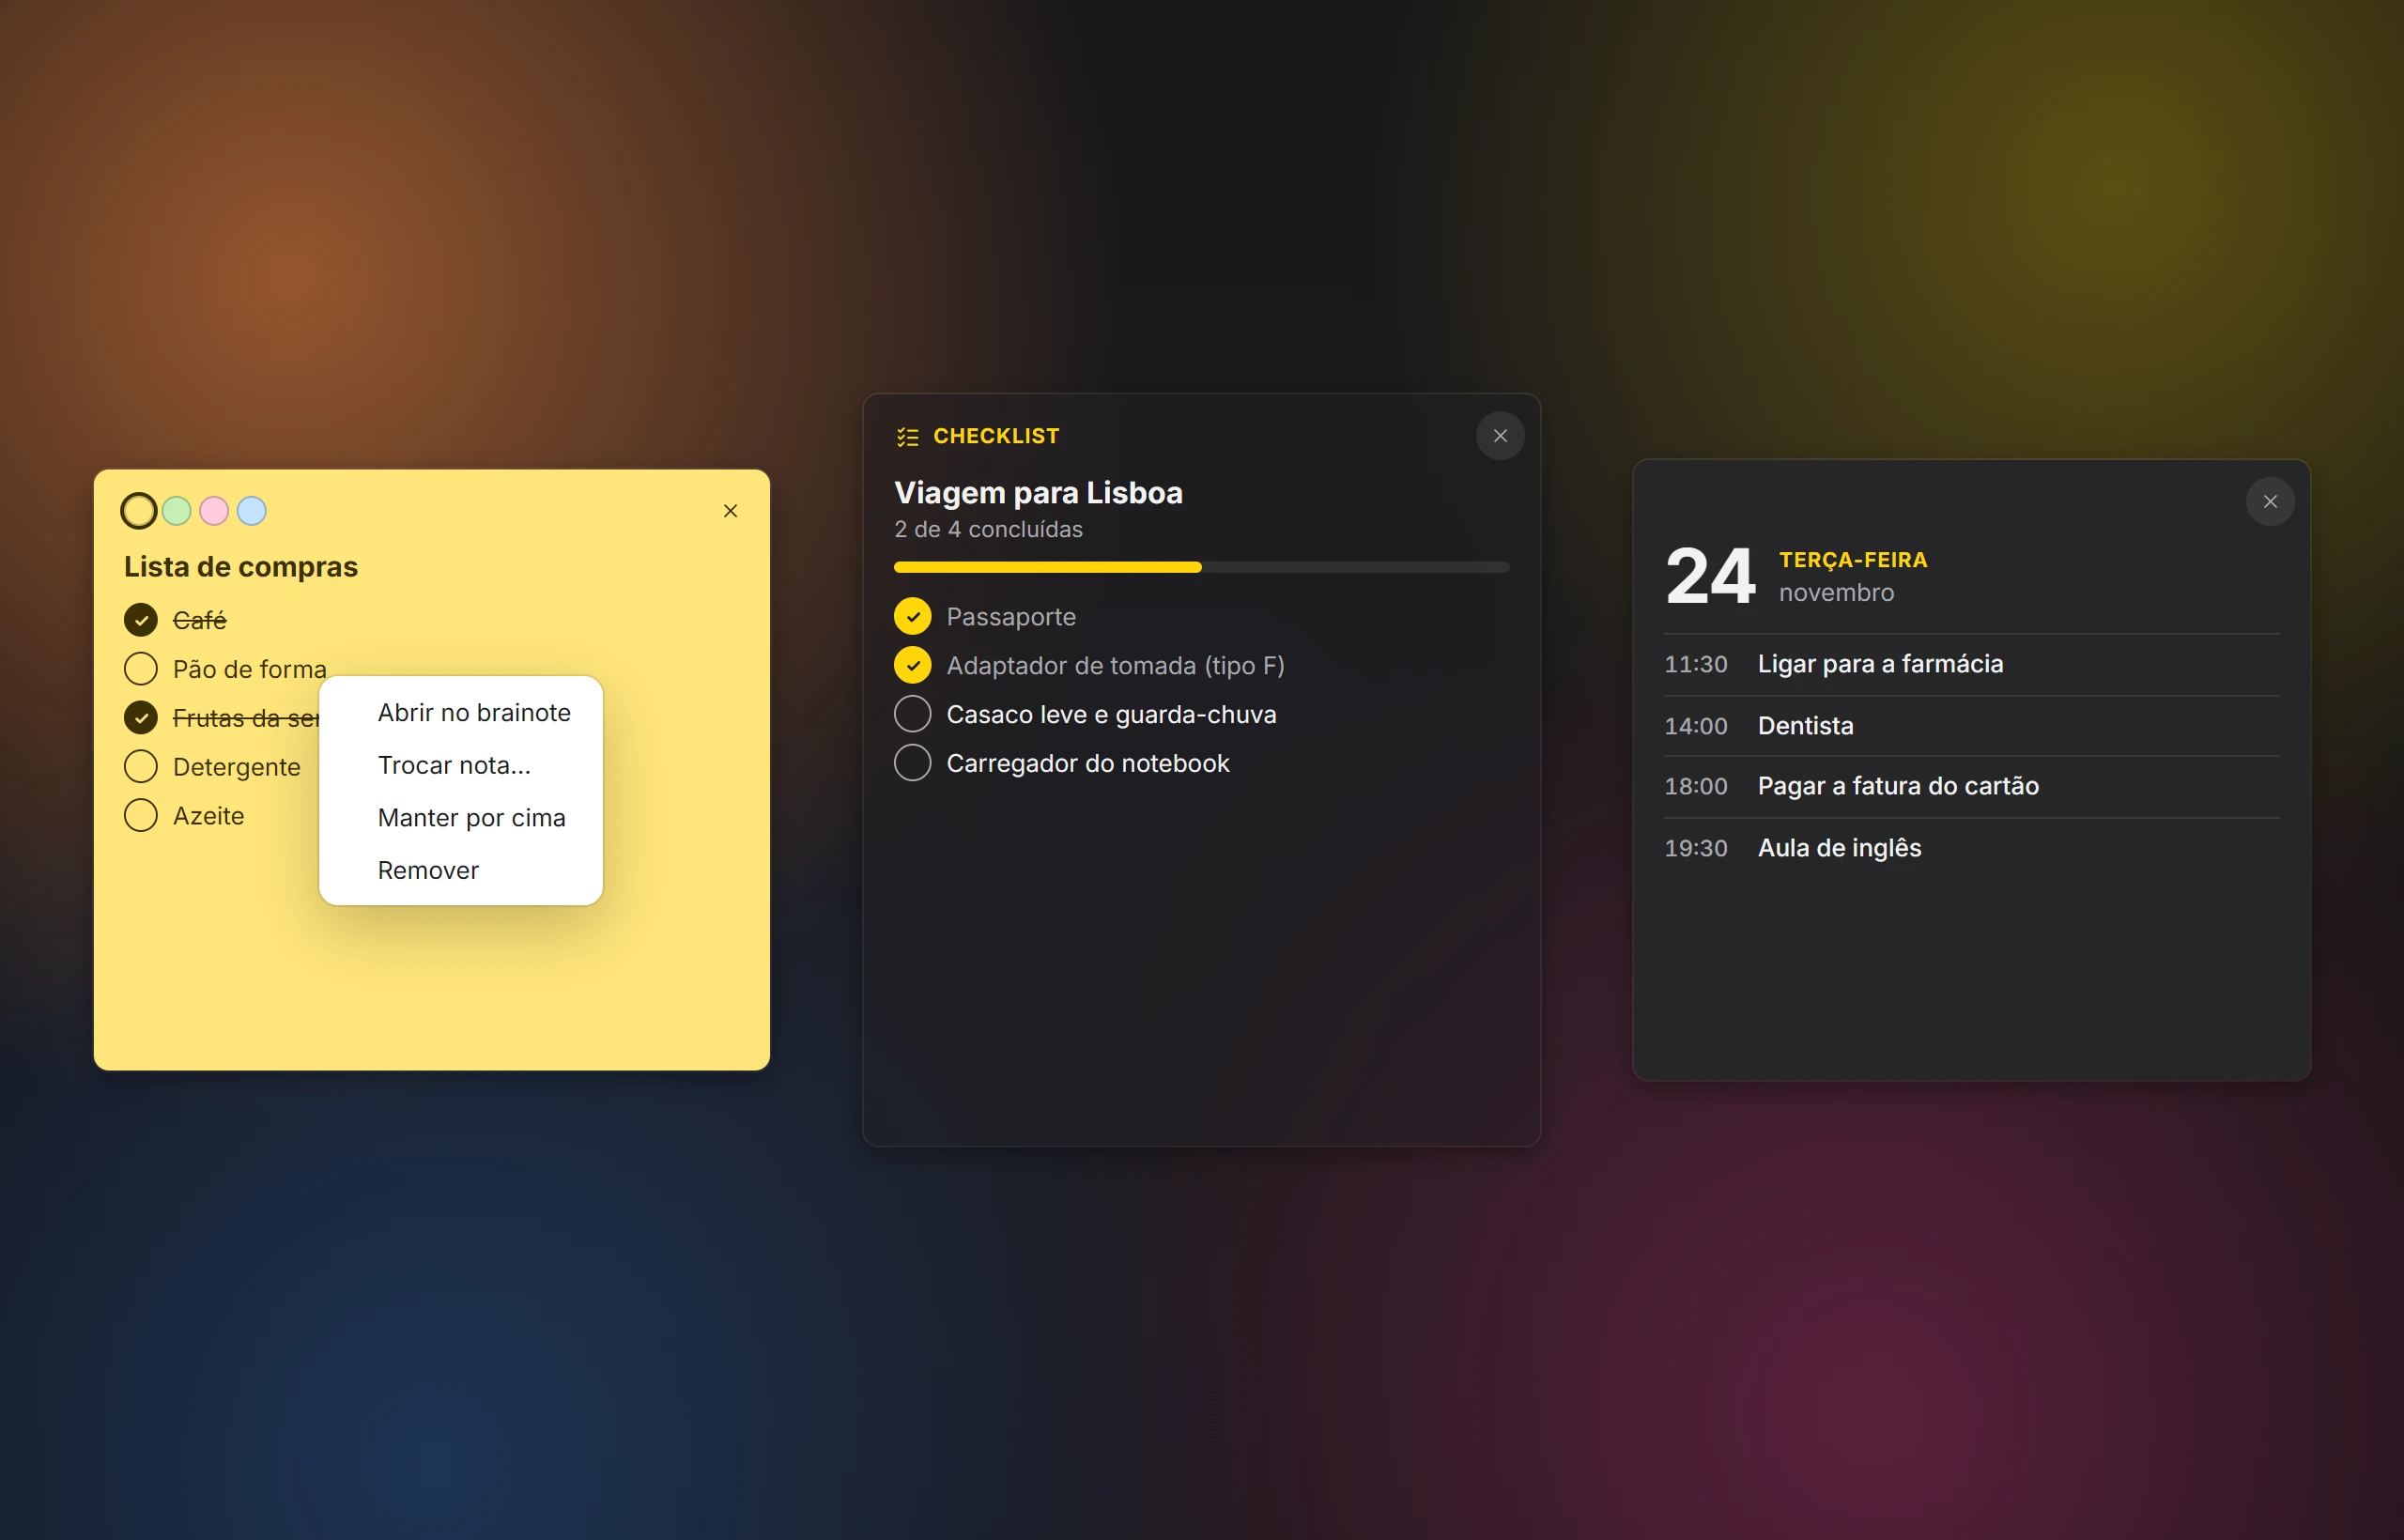 Lista de compras
Café
Pão de forma
Frutas da
Detergente
Azeite
Abrir no brainote
Trocar nota...
Manter por cima
Remover
CHECKLIST
Viagem para Lisboa
2 de 4 concluídas
Passaporte
Adaptador de tomada (tipo F)
Casaco leve e guarda-chuva
Carregador do notebook
24
TERÇA-FEIRA
novembro
11:30 Ligar para a farmácia
14:00 Dentista
18:00 Pagar a fatura do cartão
19:30 Aula de inglês